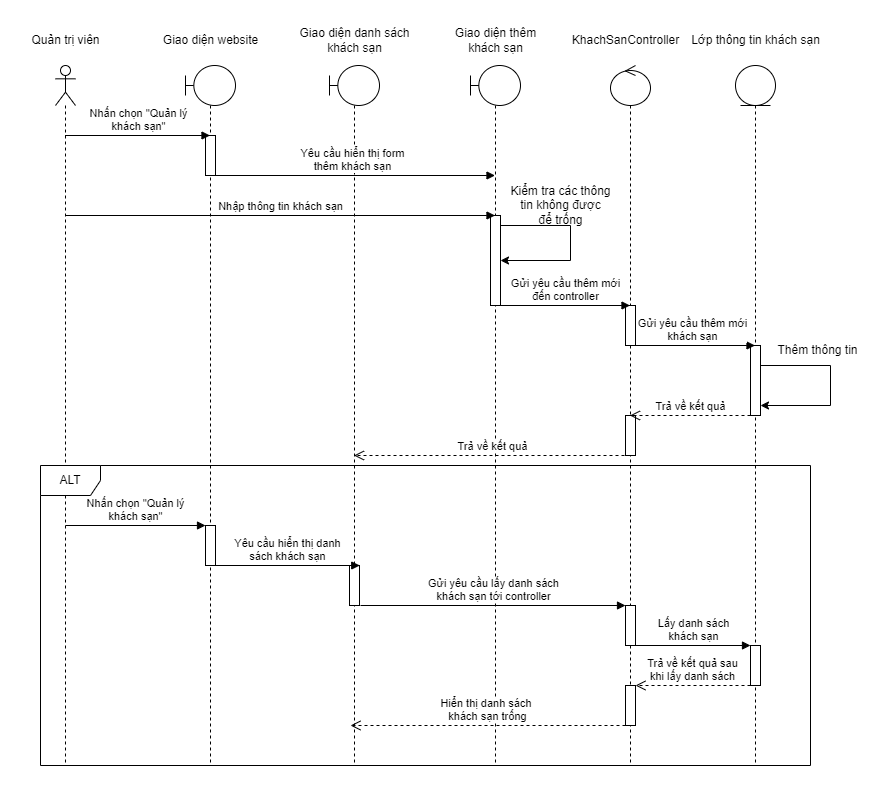 Quản trị viên
Giao diện website
Giao diện danh sách
khách sạn
Giao diện thêm
khách sạn
KhachSanController
Lớp thông tin khách sạn
Nhấn chọn "Quản lý
khách sạn"
Yêu cầu hiển thị form
thêm khách sạn
Nhập thông tin khách sạn
Kiểm tra các thông
tin không được
để trống
Gửi yêu cầu thêm mới
đến controller
Gửi yêu cầu thêm mới
khách sạn
Thêm thông tin
Trả về kết quả
Trả về kết quả
ALT
Nhấn chọn "Quản lý
khách sạn"
Yêu cầu hiển thị danh
sách khách sạn
Gửi yêu cầu lấy danh sách
khách sạn tới controller
Lấy danh sách
khách sạn
Trả về kết quả sau
khi lấy danh sách
Hiển thị danh sách
khách sạn trống